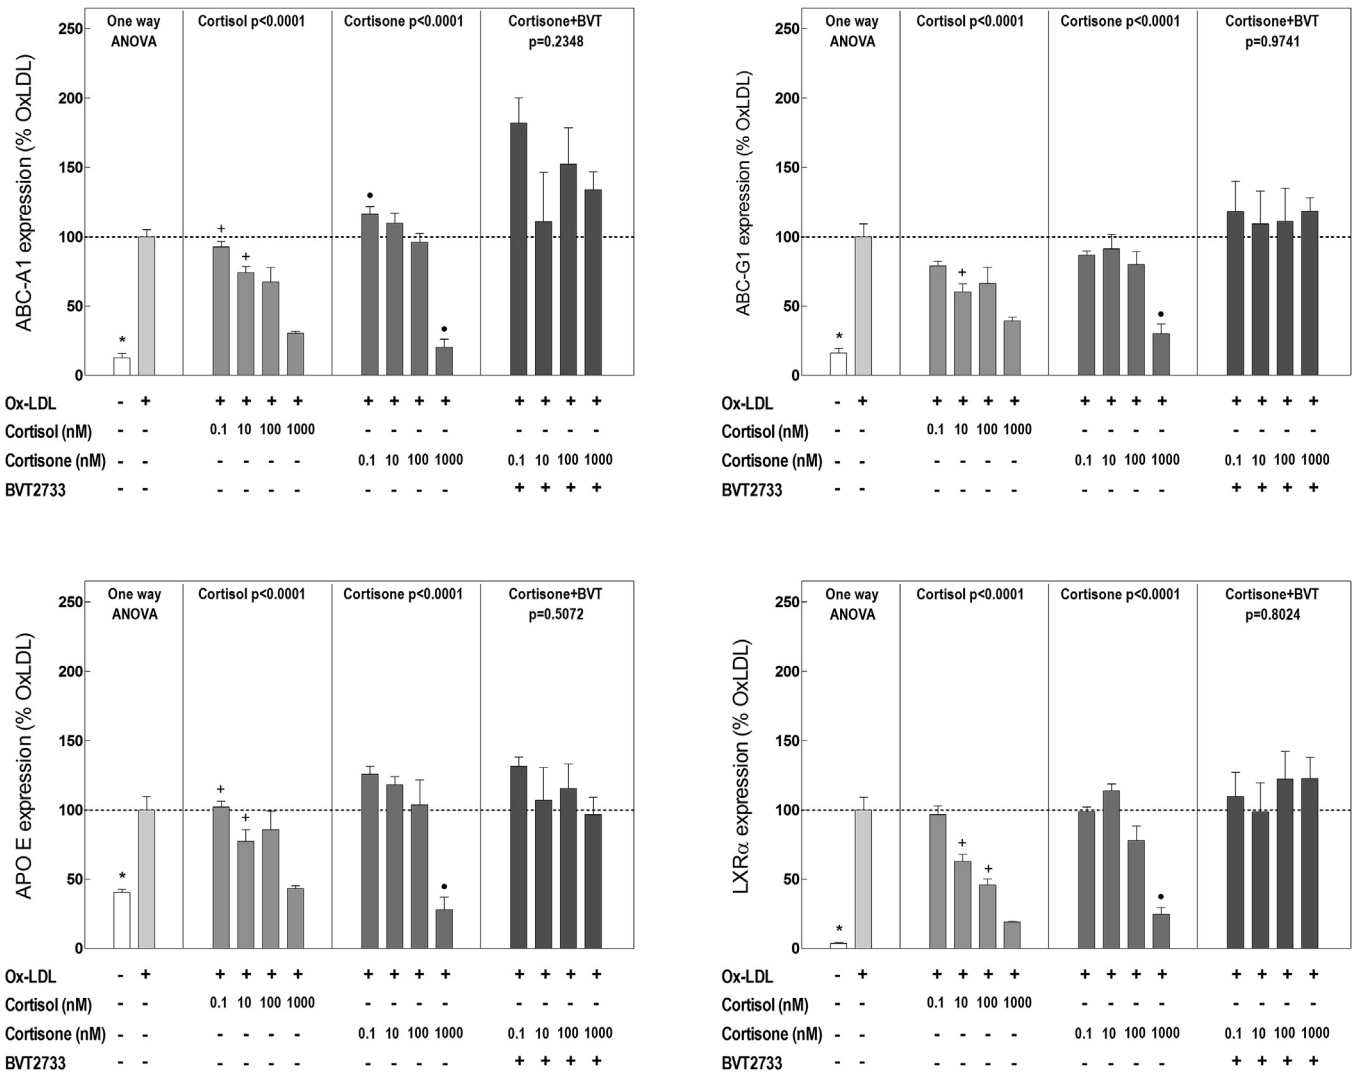 One way Cortisol p<0.0001 Cortisone p<0.0001 Cortisone+BVT
ANOVA p=0.2348
250
200
150
100
50
0
ABC-A1 expression (% OxLDL)
* + + • •
Ox-LDL - + + + + + + + + + + + + +
Cortisol (nM) - - 0.1 10 100 1000 - - - - - - - -
Cortisone (nM) - - - - - - 0.1 10 100 1000 0.1 10 100 1000
BVT2733 - - - - - - - - - - + + + +
One way Cortisol p<0.0001 Cortisone p<0.0001 Cortisone+BVT
ANOVA p=0.9741
250
200
150
100
50
0
ABC-G1 expression (% OxLDL)
* + •
Ox-LDL - + + + + + + + + + + + + +
Cortisol (nM) - - 0.1 10 100 1000 - - - - - - - -
Cortisone (nM) - - - - - - 0.1 10 100 1000 0.1 10 100 1000
BVT2733 - - - - - - - - - - + + + +
One way Cortisol p<0.0001 Cortisone p<0.0001 Cortisone+BVT
ANOVA p=0.5072
250
200
150
100
50
0
APO E expression (% OxLDL)
* + + •
Ox-LDL - + + + + + + + + + + + + +
Cortisol (nM) - - 0.1 10 100 1000 - - - - - - - -
Cortisone (nM) - - - - - - 0.1 10 100 1000 0.1 10 100 1000
BVT2733 - - - - - - - - - - + + + +
One way Cortisol p<0.0001 Cortisone p<0.0001 Cortisone+BVT
ANOVA p=0.8024
250
200
150
100
50
0
LXRα expression (% OxLDL)
* + + •
Ox-LDL - + + + + + + + + + + + + +
Cortisol (nM) - - 0.1 10 100 1000 - - - - - - - -
Cortisone (nM) - - - - - - 0.1 10 100 1000 0.1 10 100 1000
BVT2733 - - - - - - - - - - + + + +